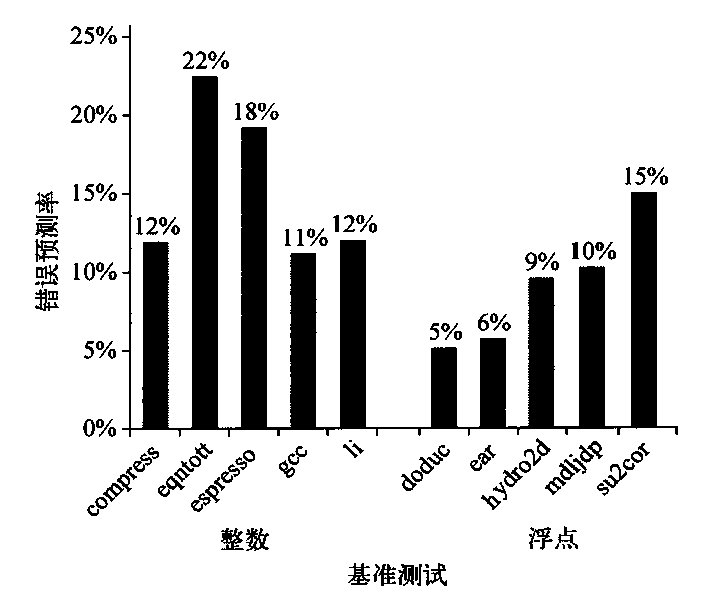 25%
20%
15%
10%
5%
0%
错误预测率
12%
22%
18%
11%
12%
5%
6%
9%
10%
15%
compress
eqntott
espresso
gcc
li
doduc
ear
hydro2d
mdljdp
su2cor
整数
浮点
基准测试